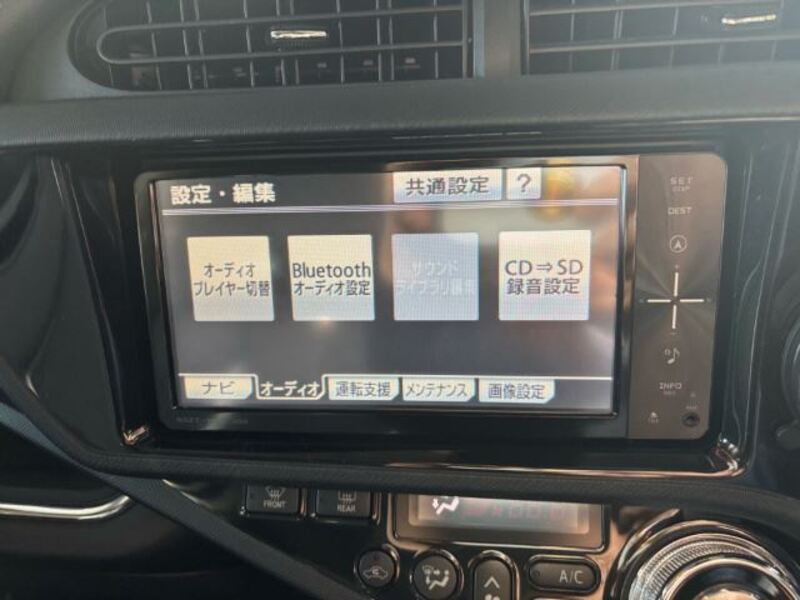 設定・編集 共通設定 ?
オーディオ
プレイヤー切替
Bluetooth
オーディオ設定
サウンド
ライブラリ編集
CD⇒SD
録音設定
ナビ オーディオ 運転支援 メンテナンス 画像設定
SET
DISP
DEST
INFO
FRONT
REAR
A/C